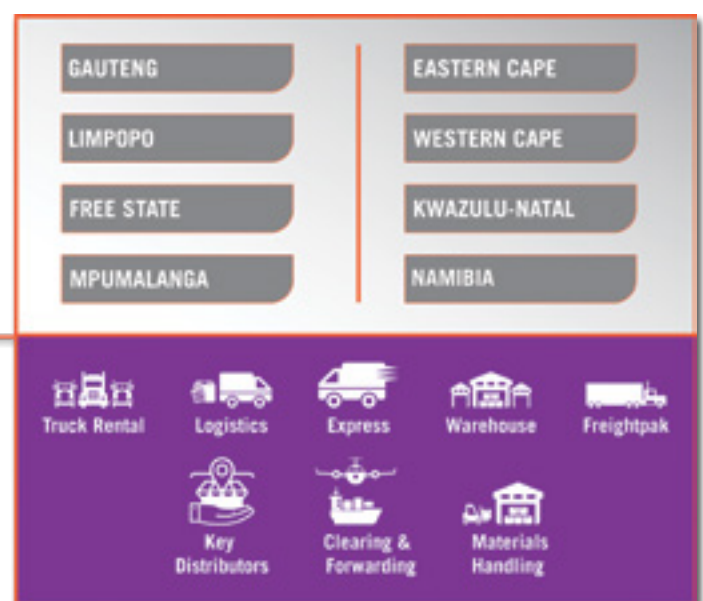 GAUTENG
LIMPOPO
FREE STATE
MPUMALANGA
EASTERN CAPE
WESTERN CAPE
KWAZULU-NATAL
NAMIBIA
Truck Rental
Logistics
Express
Warehouse
Freightpak
Key
Distributors
Clearing &
Forwarding
Materials
Handling